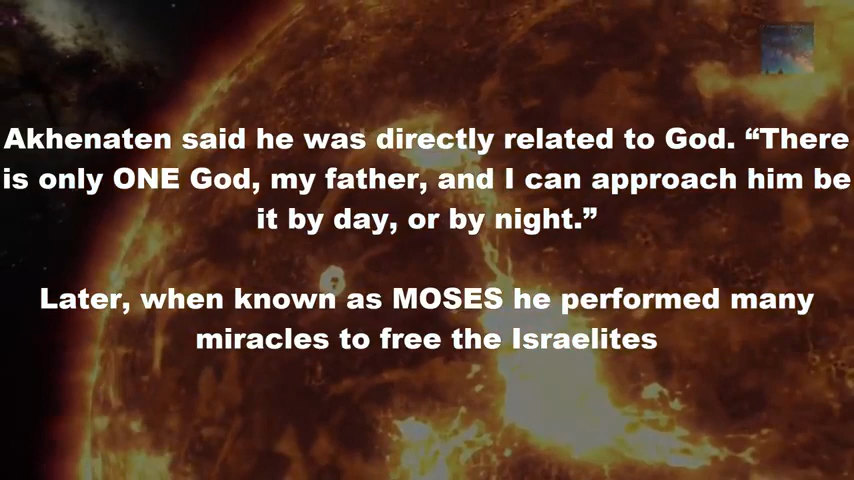 Akhenaten said he was directly related to God. “There
is only ONE God, my father, and I can approach him be
it by day, or by night.”
Later, when known as MOSES he performed many
miracles to free the Israelites